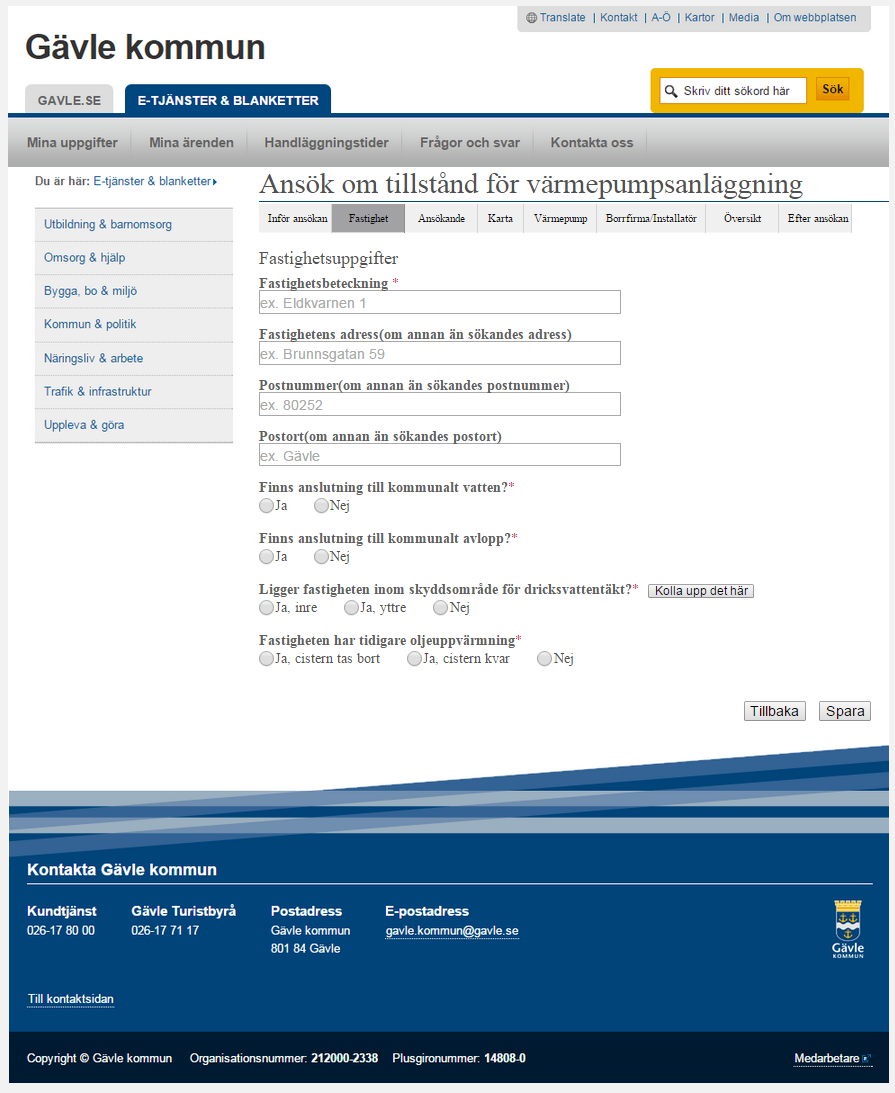 Translate | Kontakt | A-Ö | Kartor | Media | Om webbplatsen
Gävle kommun
GAVLE.SE E-TJÄNSTER & BLANKETTER
Skriv ditt sökord här Sök
Mina uppgifter Mina ärenden Handläggningstider Frågor och svar Kontakta oss
Du är här: E-tjänster & blanketter
Utbildning & barnomsorg
Omsorg & hjälp
Bygga, bo & miljö
Kommun & politik
Näringsliv & arbete
Trafik & infrastruktur
Uppleva & göra
Ansök om tillstånd för värmepumpsanläggning
Inför ansökan Fastighet Ansökande Karta Värmepump Borrfirma/Installatör Översikt Efter ansökan
Fastighetsuppgifter
Fastighetsbeteckning *
ex. Eldkvarnen 1
Fastighetens adress(om annan än sökandes adress)
ex. Brunnsgatan 59
Postnummer(om annan än sökandes postnummer)
ex. 80252
Postort(om annan än sökandes postort)
ex. Gävle
Finns anslutning till kommunalt vatten?*
Ja Nej
Finns anslutning till kommunalt avlopp?*
Ja Nej
Ligger fastigheten inom skyddsområde för dricksvattentäkt?* Kolla upp det här
Ja, inre Ja, yttre Nej
Fastigheten har tidigare oljeuppvärmning*
Ja, cistern tas bort Ja, cistern kvar Nej
Tillbaka Spara
Kontakta Gävle kommun
Kundtjänst Gävle Turistbyrå Postadress E-postadress
026-17 80 00 026-17 71 17 Gävle kommun gavle.kommun@gavle.se
801 84 Gävle
Gävle
KOMMUN
Till kontaktsidan
Copyright © Gävle kommun Organisationsnummer: 212000-2338 Plusgironummer: 14808-0 Medarbetare